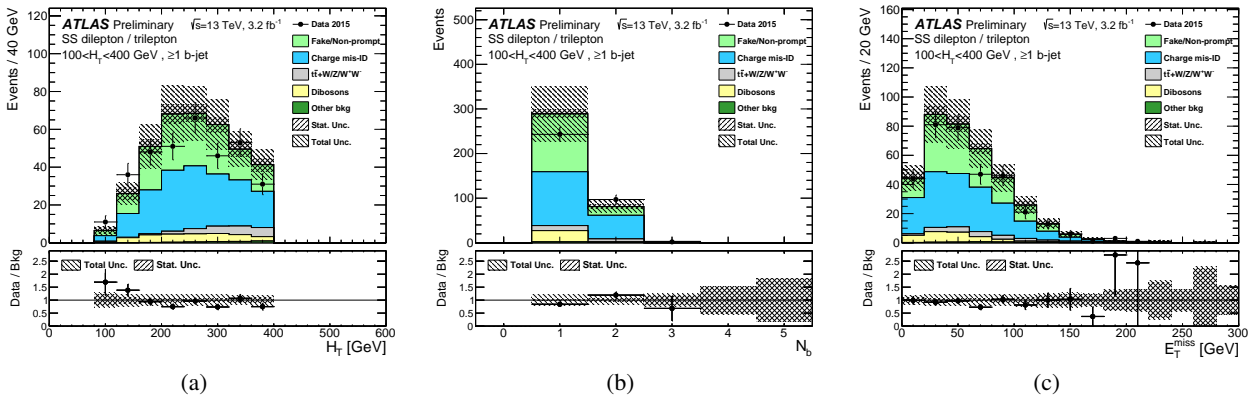 ATLAS Preliminary
√s=13 TeV, 3.2 fb⁻¹
SS dilepton / trilepton
100<H_T<400 GeV , ≥1 b-jet
Data 2015
Fake/Non-prompt
Charge mis-ID
tt̄+W/Z/W⁺W⁻
Dibosons
Other bkg
Stat. Unc.
Total Unc.
Events / 40 GeV
120
100
80
60
40
20
0
Total Unc.
Stat. Unc.
Data / Bkg
2.5
2
1.5
1
0.5
0
0
100
200
300
400
500
600
H_T [GeV]
(a)
ATLAS Preliminary
√s=13 TeV, 3.2 fb⁻¹
SS dilepton / trilepton
100<H_T<400 GeV , ≥1 b-jet
Data 2015
Fake/Non-prompt
Charge mis-ID
tt̄+W/Z/W⁺W⁻
Dibosons
Other bkg
Stat. Unc.
Total Unc.
Events
500
400
300
200
100
0
Total Unc.
Stat. Unc.
Data / Bkg
2.5
2
1.5
1
0.5
0
0
1
2
3
4
5
N_b
(b)
ATLAS Preliminary
√s=13 TeV, 3.2 fb⁻¹
SS dilepton / trilepton
100<H_T<400 GeV , ≥1 b-jet
Data 2015
Fake/Non-prompt
Charge mis-ID
tt̄+W/Z/W⁺W⁻
Dibosons
Other bkg
Stat. Unc.
Total Unc.
Events / 20 GeV
160
140
120
100
80
60
40
20
0
Total Unc.
Stat. Unc.
Data / Bkg
2.5
2
1.5
1
0.5
0
0
50
100
150
200
250
300
E_T^miss [GeV]
(c)